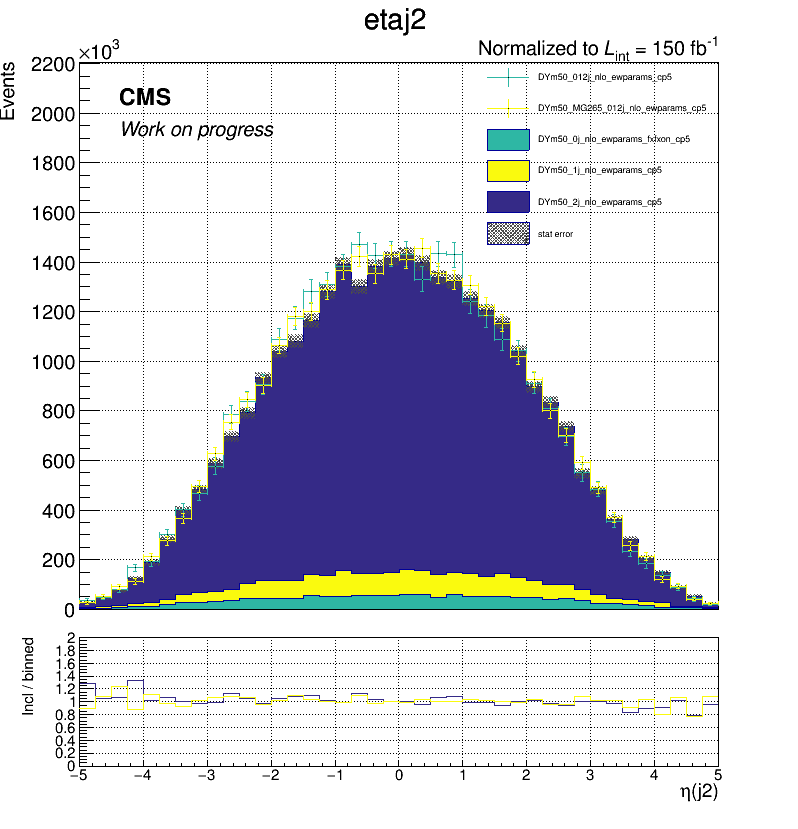 etaj2
×10³
Normalized to L_int = 150 fb⁻¹
Events
2200
2000
1800
1600
1400
1200
1000
800
600
400
200
0
CMS
Work on progress
DYm50_012j_nlo_ewparams_cp5
DYm50_MG265_012j_nlo_ewparams_cp5
DYm50_0j_nlo_ewparams_fxfxon_cp5
DYm50_1j_nlo_ewparams_cp5
DYm50_2j_nlo_ewparams_cp5
stat error
Incl / binned
2
1.8
1.6
1.4
1.2
1
0.8
0.6
0.4
0.2
0
−5 −4 −3 −2 −1 0 1 2 3 4 5
η(j2)